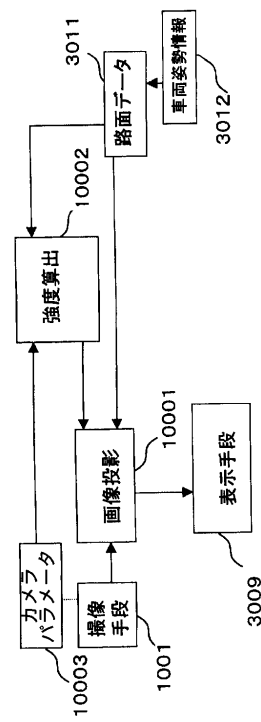 カメラ
パラメータ
10003
撮像
手段
1001
強度算出
10002
画像投影
10001
表示手段
3009
路面データ
3011
車両姿勢情報
3012